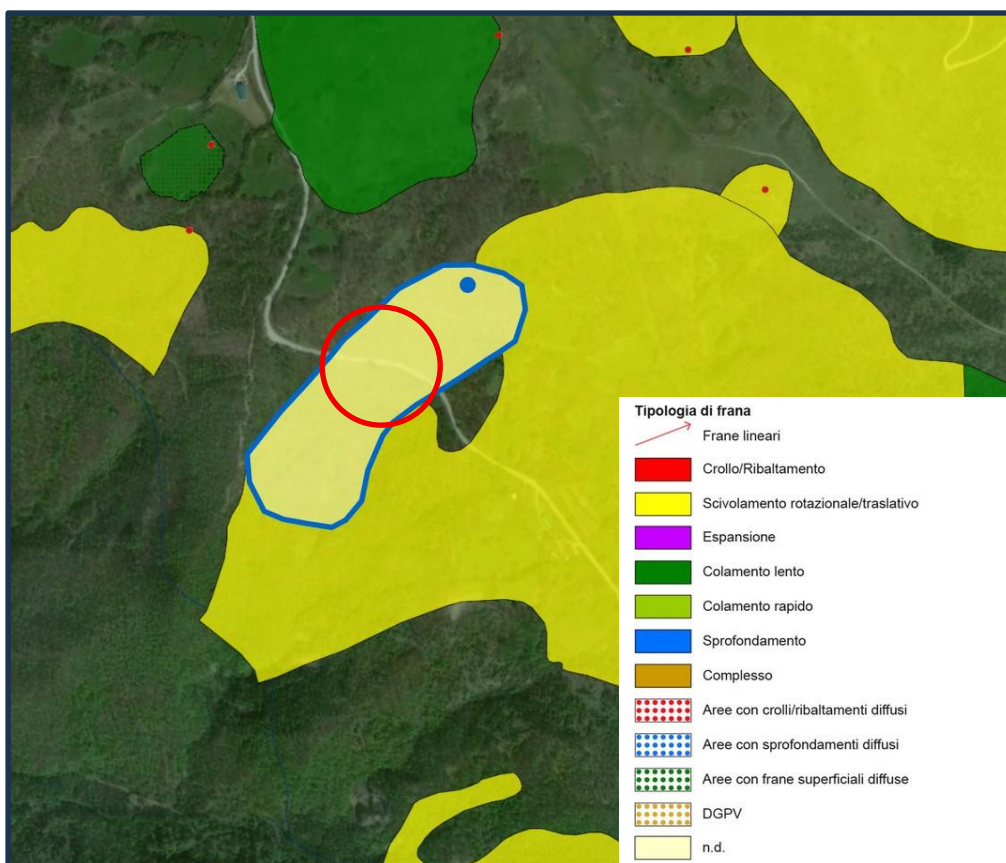 Tipologia di frana
Frane lineari
Crollo/Ribaltamento
Scivolamento rotazionale/traslativo
Espansione
Colamento lento
Colamento rapido
Sprofondamento
Complesso
Aree con crolli/ribaltamenti diffusi
Aree con sprofondamenti diffusi
Aree con frane superficiali diffuse
DGPV
n.d.